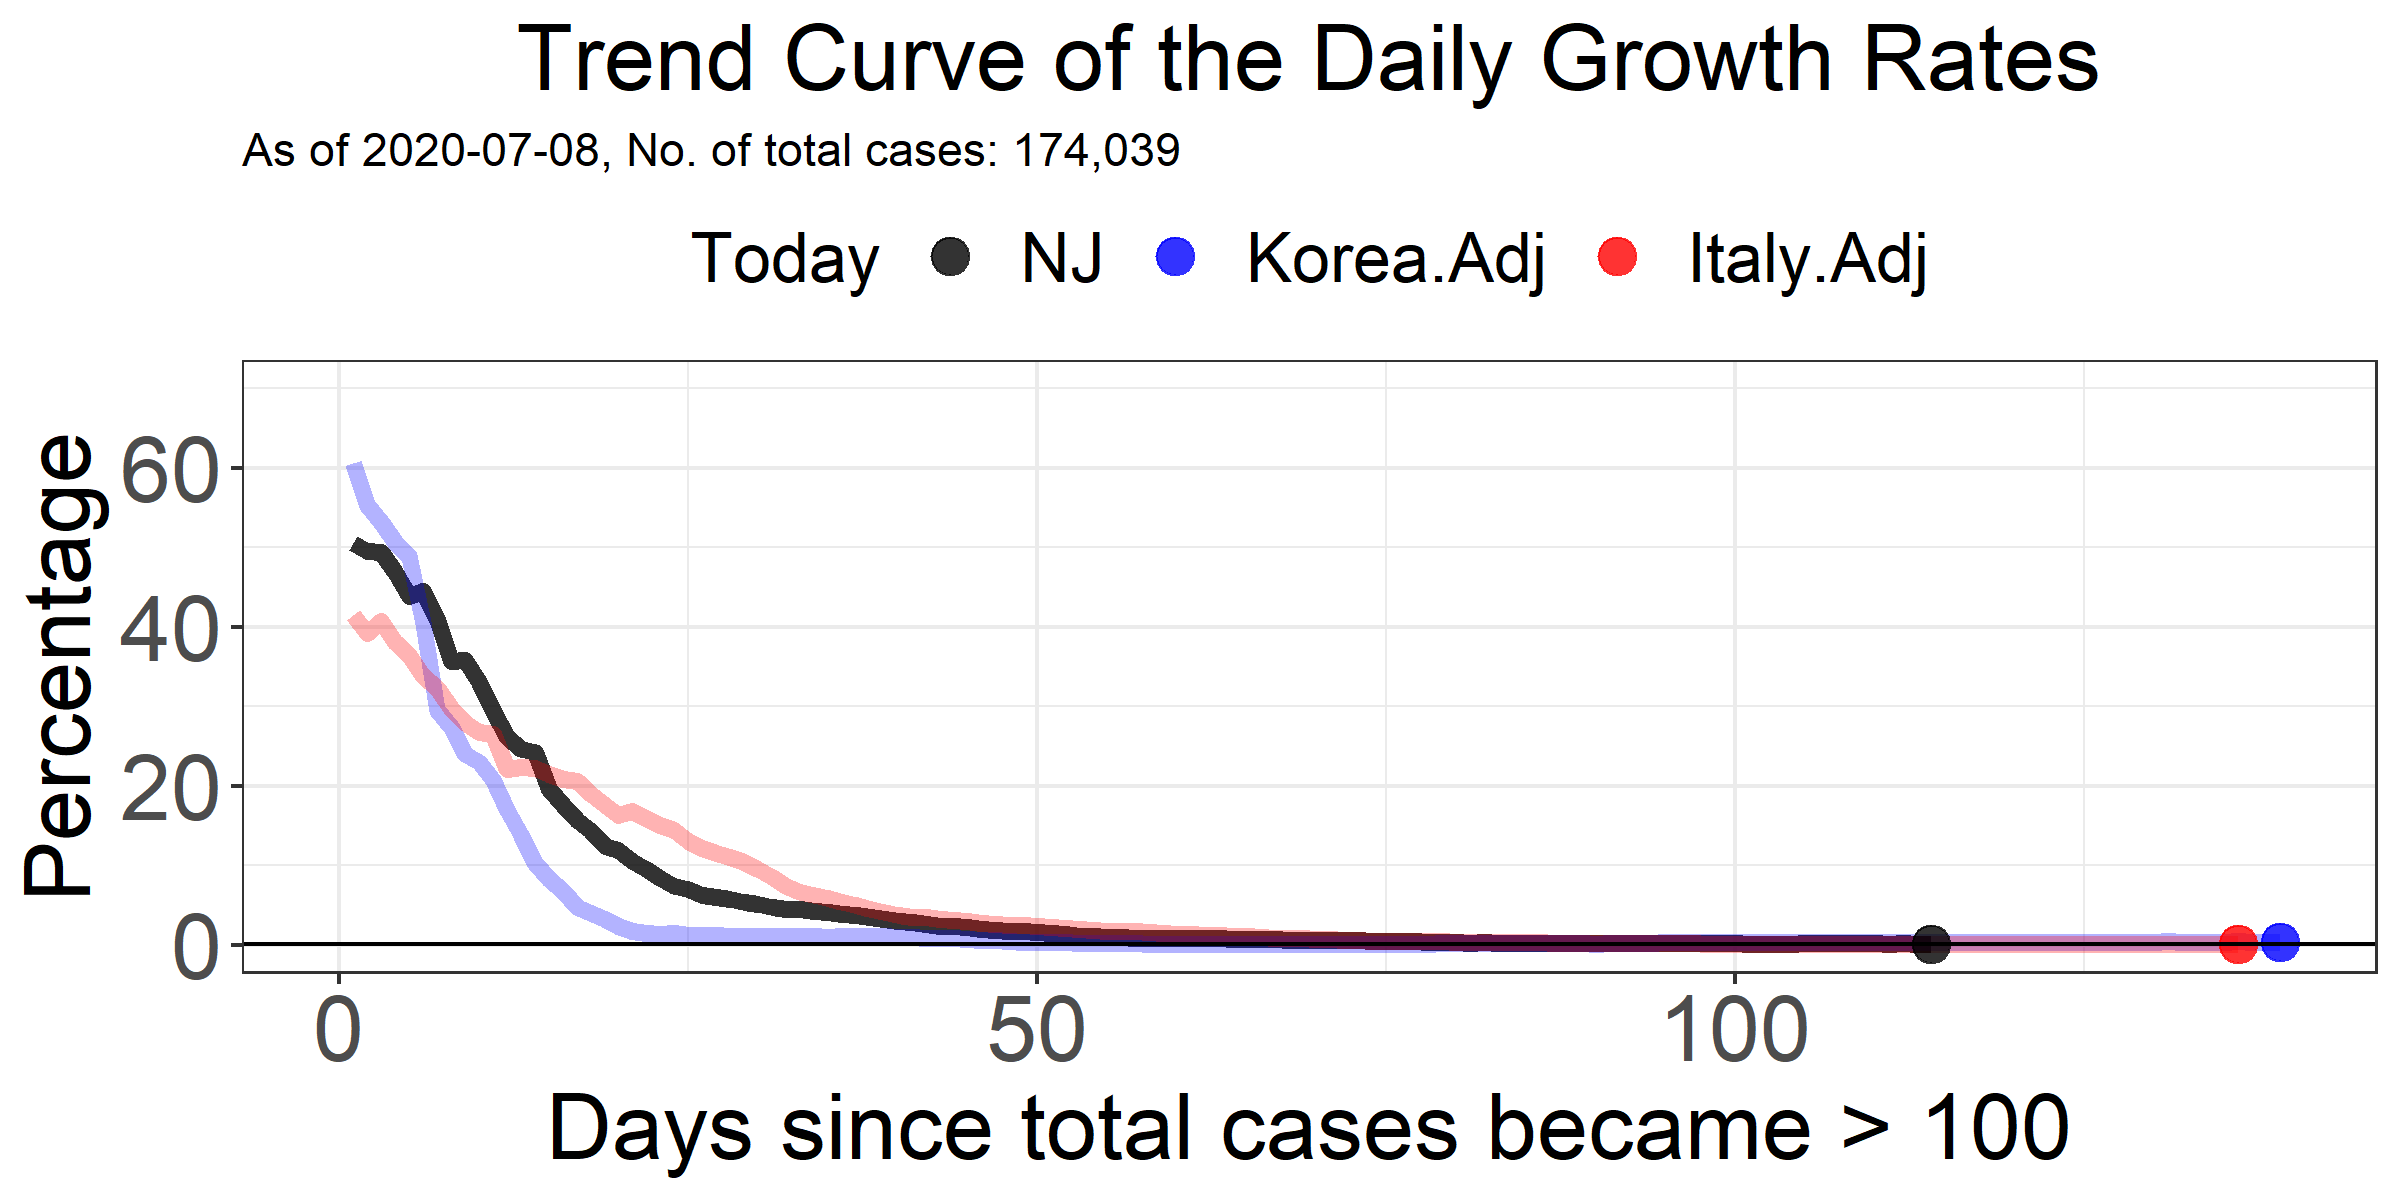 Trend Curve of the Daily Growth Rates
As of 2020-07-08, No. of total cases: 174,039
Today NJ Korea.Adj Italy.Adj
Percentage
60
40
20
0
0 50 100
Days since total cases became > 100